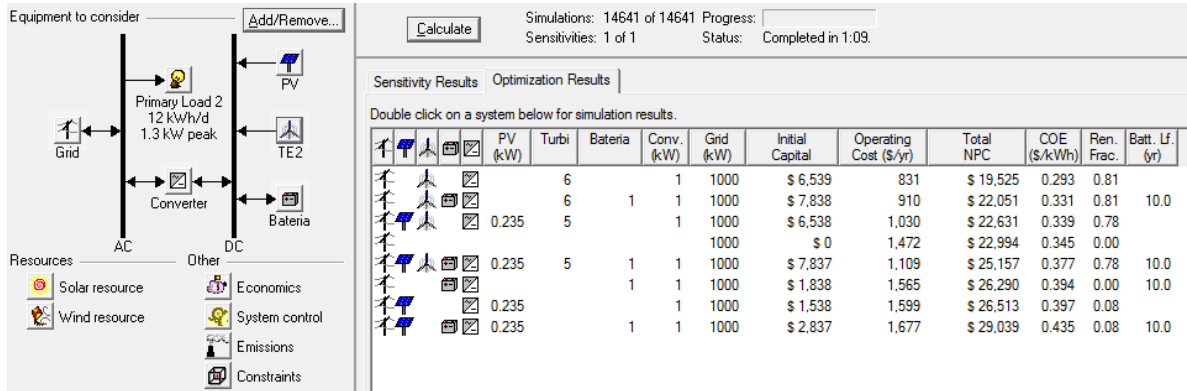 Equipment to consider
Add/Remove...
PV
Primary Load 2
12 kWh/d
1.3 kW peak
Grid
TE2
Converter
Bateria
AC
DC
Resources
Other
Solar resource
Economics
Wind resource
System control
Emissions
Constraints
Calculate
Simulations: 14641 of 14641
Progress:
Sensitivities: 1 of 1
Status: Completed in 1:09.
Sensitivity Results
Optimization Results
Double click on a system below for simulation results.
PV (kW) Turbi Bateria Conv. (kW) Grid (kW) Initial Capital Operating Cost ($/yr) Total NPC COE ($/kWh) Ren. Frac. Batt. Lf. (yr)
6 1 1000 $ 6,539 831 $ 19,525 0.293 0.81
6 1 1 1000 $ 7,838 910 $ 22,051 0.331 0.81 10.0
0.235 5 1 1000 $ 6,538 1,030 $ 22,631 0.339 0.78
1000 $ 0 1,472 $ 22,994 0.345 0.00
0.235 5 1 1 1000 $ 7,837 1,109 $ 25,157 0.377 0.78 10.0
1 1 1000 $ 1,838 1,565 $ 26,290 0.394 0.00 10.0
0.235 1 1000 $ 1,538 1,599 $ 26,513 0.397 0.08
0.235 1 1 1000 $ 2,837 1,677 $ 29,039 0.435 0.08 10.0